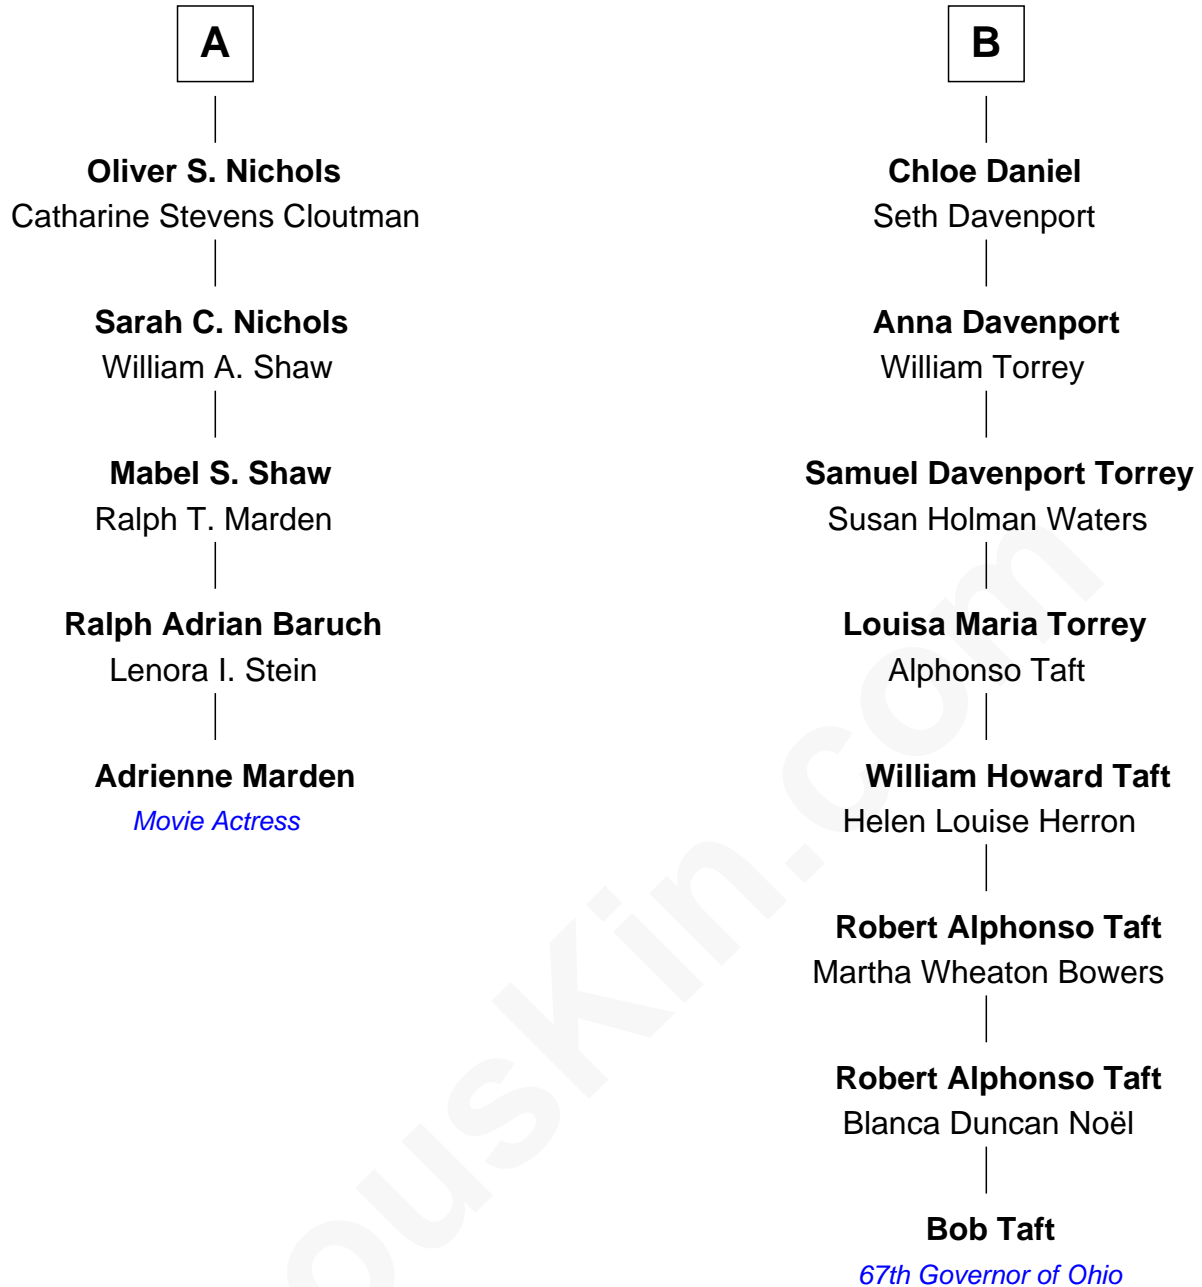 A
Oliver S. Nichols
Catharine Stevens Cloutman
Sarah C. Nichols
William A. Shaw
Mabel S. Shaw
Ralph T. Marden
Ralph Adrian Baruch
Lenora I. Stein
Adrienne Marden
Movie Actress
B
Chloe Daniel
Seth Davenport
Anna Davenport
William Torrey
Samuel Davenport Torrey
Susan Holman Waters
Louisa Maria Torrey
Alphonso Taft
William Howard Taft
Helen Louise Herron
Robert Alphonso Taft
Martha Wheaton Bowers
Robert Alphonso Taft
Blanca Duncan Noël
Bob Taft
67th Governor of Ohio
ousKin.com